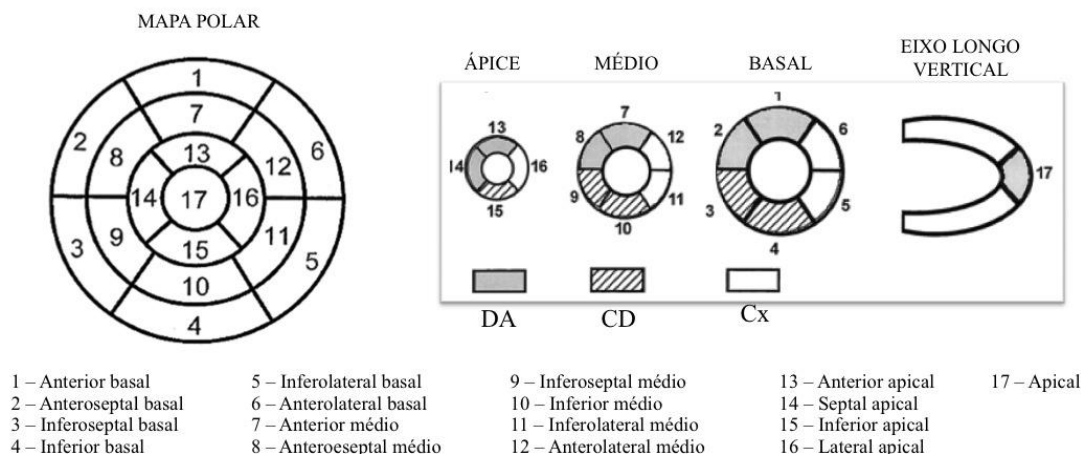 MAPA POLAR
1
2
7
6
8
13
12
14
17
16
9
15
11
3
10
5
4
ÁPICE
MÉDIO
BASAL
EIXO LONGO
VERTICAL
13
14
16
15
7
8
12
9
11
10
1
2
6
3
5
4
17
DA
CD
Cx
1 – Anterior basal
2 – Anteroseptal basal
3 – Inferoseptal basal
4 – Inferior basal
5 – Inferolateral basal
6 – Anterolateral basal
7 – Anterior médio
8 – Anteroeseptal médio
9 – Inferoseptal médio
10 – Inferior médio
11 – Inferolateral médio
12 – Anterolateral médio
13 – Anterior apical
14 – Septal apical
15 – Inferior apical
16 – Lateral apical
17 – Apical